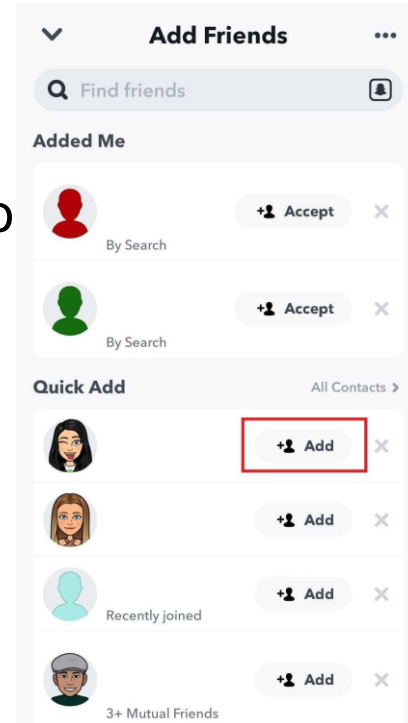 Add Friends
Find friends
Added Me
Accept
By Search
Accept
By Search
Quick Add All Contacts >
Add
Add
Add
Recently joined
Add
3+ Mutual Friends